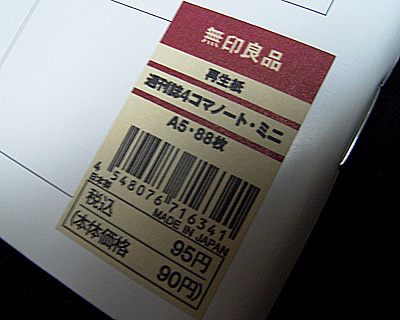 無印良品
再生紙
週刊誌4コマノート・ミニ
A5・88枚
4 548076 716341
日本製 MADE IN JAPAN
税込 95円
(本体価格 90円)